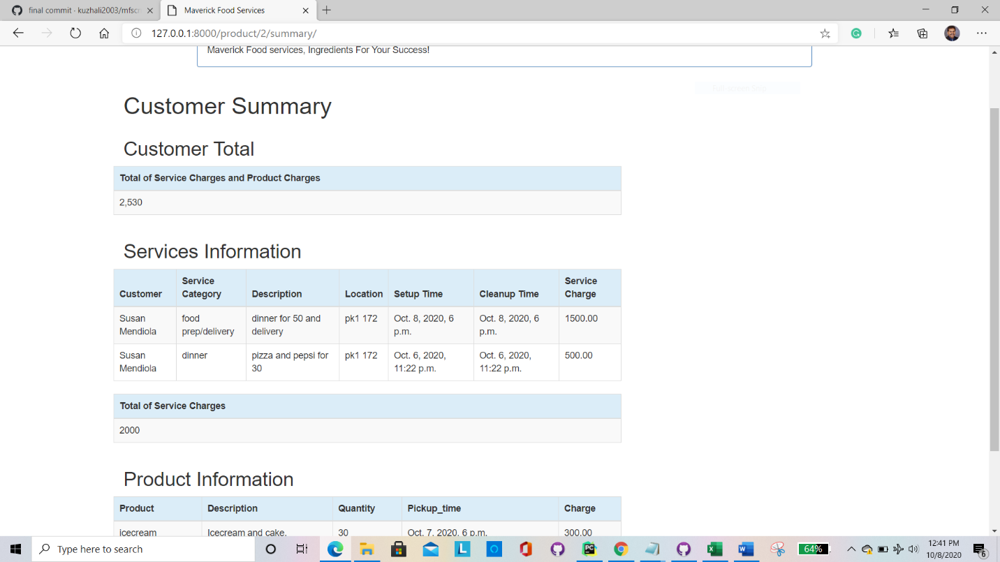 final commit - kuzhali2003/mfscr
Maverick Food Services
127.0.0.1:8000/product/2/summary/
Maverick Food services, Ingredients For Your Success!
Customer Summary
Customer Total
Total of Service Charges and Product Charges
2,530
Services Information
Customer Service Category Description Location Setup Time Cleanup Time Service Charge
Susan food dinner for 50 and pk1 172 Oct. 8, 2020, 6 Oct. 8, 2020, 6 1500.00
Mendiola prep/delivery delivery p.m. p.m.
Susan dinner pizza and pepsi for pk1 172 Oct. 6, 2020, Oct. 6, 2020, 500.00
Mendiola 30 11:22 p.m. 11:22 p.m.
Total of Service Charges
2000
Product Information
Product Description Quantity Pickup_time Charge
icecream Icecream and cake. 30 Oct. 7, 2020, 6 p.m. 300.00
Type here to search
64%
12:41 PM
10/8/2020
6